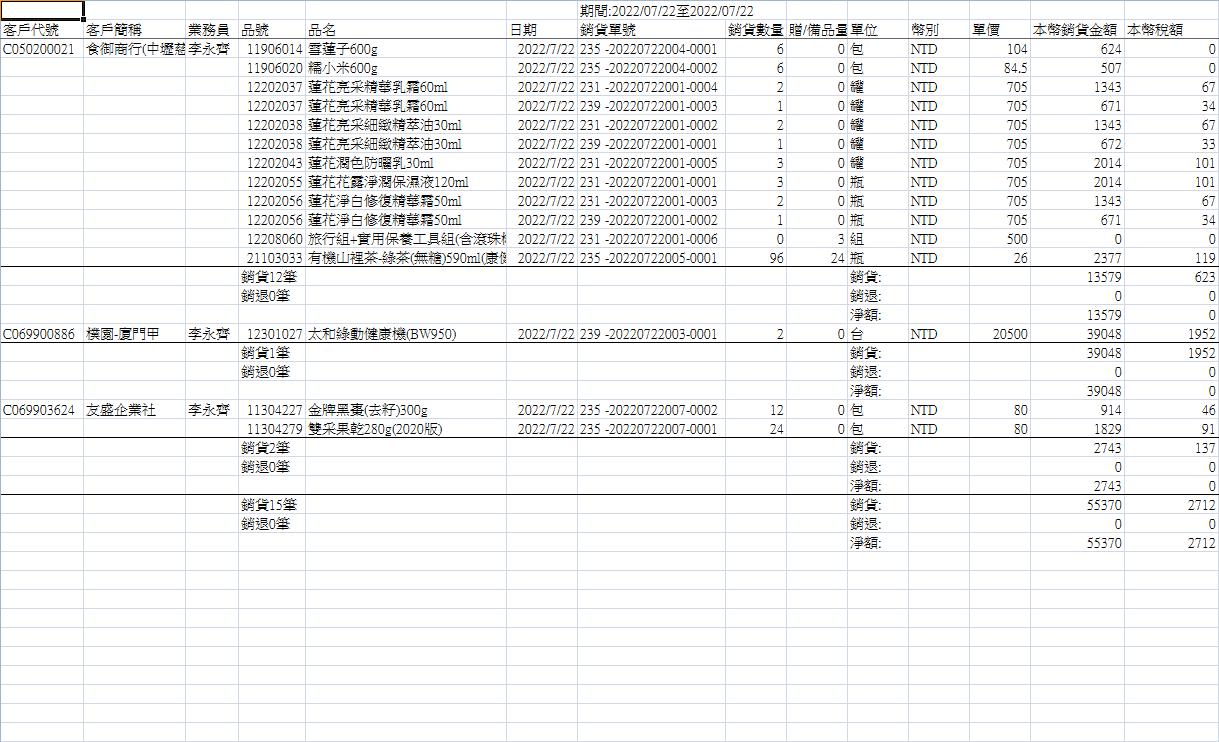 期間:2022/07/22至2022/07/22
客戶代號 客戶簡稱 業務員 品號 品名 日期 銷貨單號 銷貨數量 贈/備品量 單位 幣別 單價 本幣銷貨金額 本幣稅額
C050200021 食御商行(中壢 李永齊 11906014 雪蓮子600g 2022/7/22 235 -20220722004-0001 6 0 包 NTD 104 624 0
11906020 糯小米600g 2022/7/22 235 -20220722004-0002 6 0 包 NTD 84.5 507 0
12202037 蓮花亮采精華乳霜60ml 2022/7/22 231 -20220722001-0004 2 0 罐 NTD 705 1343 67
12202037 蓮花亮采精華乳霜60ml 2022/7/22 239 -20220722001-0003 1 0 罐 NTD 705 671 34
12202038 蓮花亮采細緻精萃油30ml 2022/7/22 231 -20220722001-0002 2 0 罐 NTD 705 1343 67
12202038 蓮花亮采細緻精萃油30ml 2022/7/22 239 -20220722001-0001 1 0 罐 NTD 705 672 33
12202043 蓮花潤色防曬乳30ml 2022/7/22 231 -20220722001-0005 3 0 罐 NTD 705 2014 101
12202055 蓮花花露淨潤保濕液120ml 2022/7/22 231 -20220722001-0001 3 0 瓶 NTD 705 2014 101
12202056 蓮花淨白修復精華霜50ml 2022/7/22 231 -20220722001-0003 2 0 瓶 NTD 705 1343 67
12202056 蓮花淨白修復精華霜50ml 2022/7/22 239 -20220722001-0002 1 0 瓶 NTD 705 671 34
12208060 旅行組+實用保養工具組(含滾珠 2022/7/22 231 -20220722001-0006 0 3 組 NTD 500 0 0
21103033 有機山裡茶-綠茶(無糖)590ml(康 2022/7/22 235 -20220722005-0001 96 24 瓶 NTD 26 2377 119
銷貨12筆 銷貨: 13579 623
銷退0筆 銷退: 0 0
淨額: 13579 0
C069900886 樸園-廈門甲 李永齊 12301027 太和綠動健康機(BW950) 2022/7/22 239 -20220722003-0001 2 0 台 NTD 20500 39048 1952
銷貨1筆 銷貨: 39048 1952
銷退0筆 銷退: 0 0
淨額: 39048 0
C069903624 友盛企業社 李永齊 11304227 金牌黑棗(去籽)300g 2022/7/22 235 -20220722007-0002 12 0 包 NTD 80 914 46
11304279 雙采果乾280g(2020版) 2022/7/22 235 -20220722007-0001 24 0 包 NTD 80 1829 91
銷貨2筆 銷貨: 2743 137
銷退0筆 銷退: 0 0
淨額: 2743 0
銷貨15筆 銷貨: 55370 2712
銷退0筆 銷退: 0 0
淨額: 55370 2712